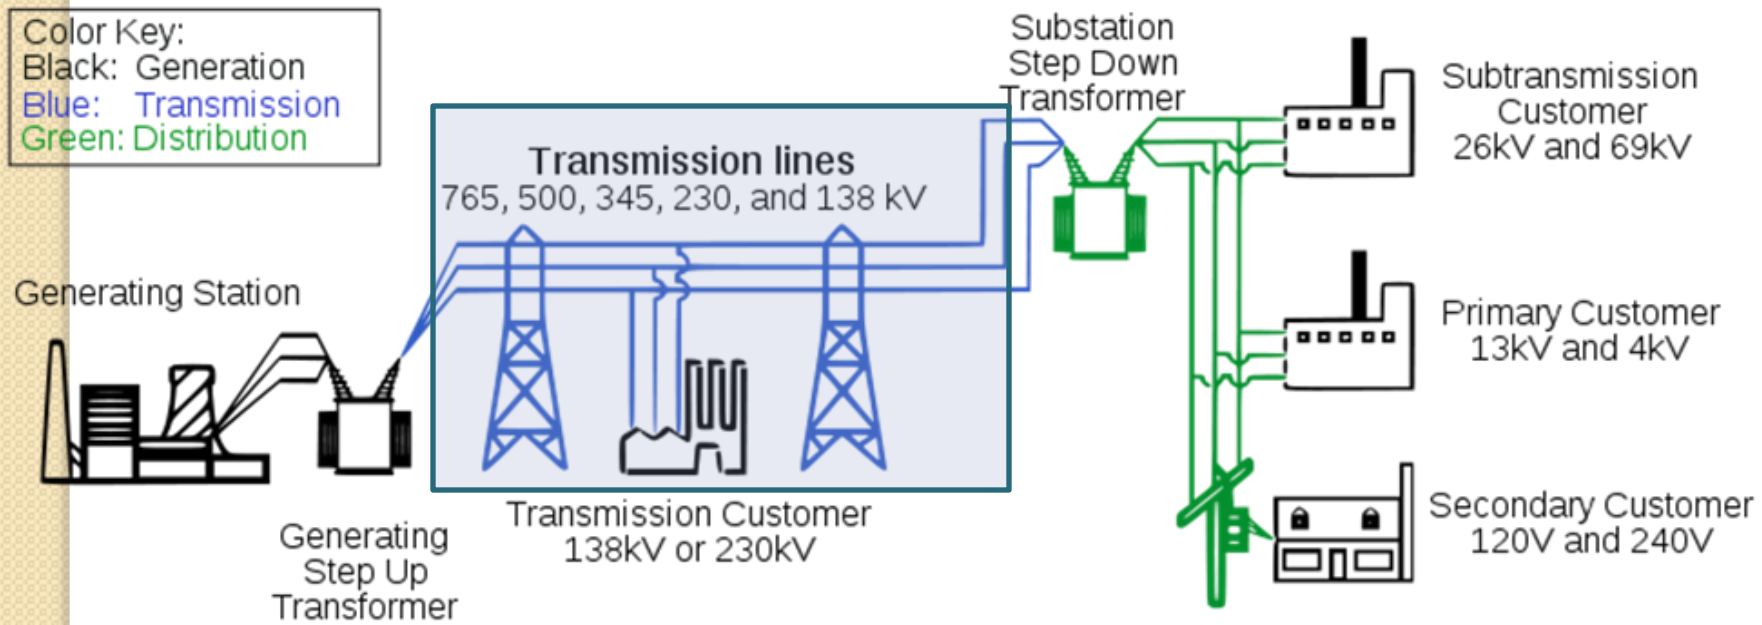 Color Key:
Black: Generation
Blue: Transmission
Green: Distribution
Substation
Step Down
Transformer
Subtransmission
Customer
26kV and 69kV
Transmission lines
765, 500, 345, 230, and 138 kV
Generating Station
Primary Customer
13kV and 4kV
Transmission Customer
138kV or 230kV
Generating
Step Up
Transformer
Secondary Customer
120V and 240V